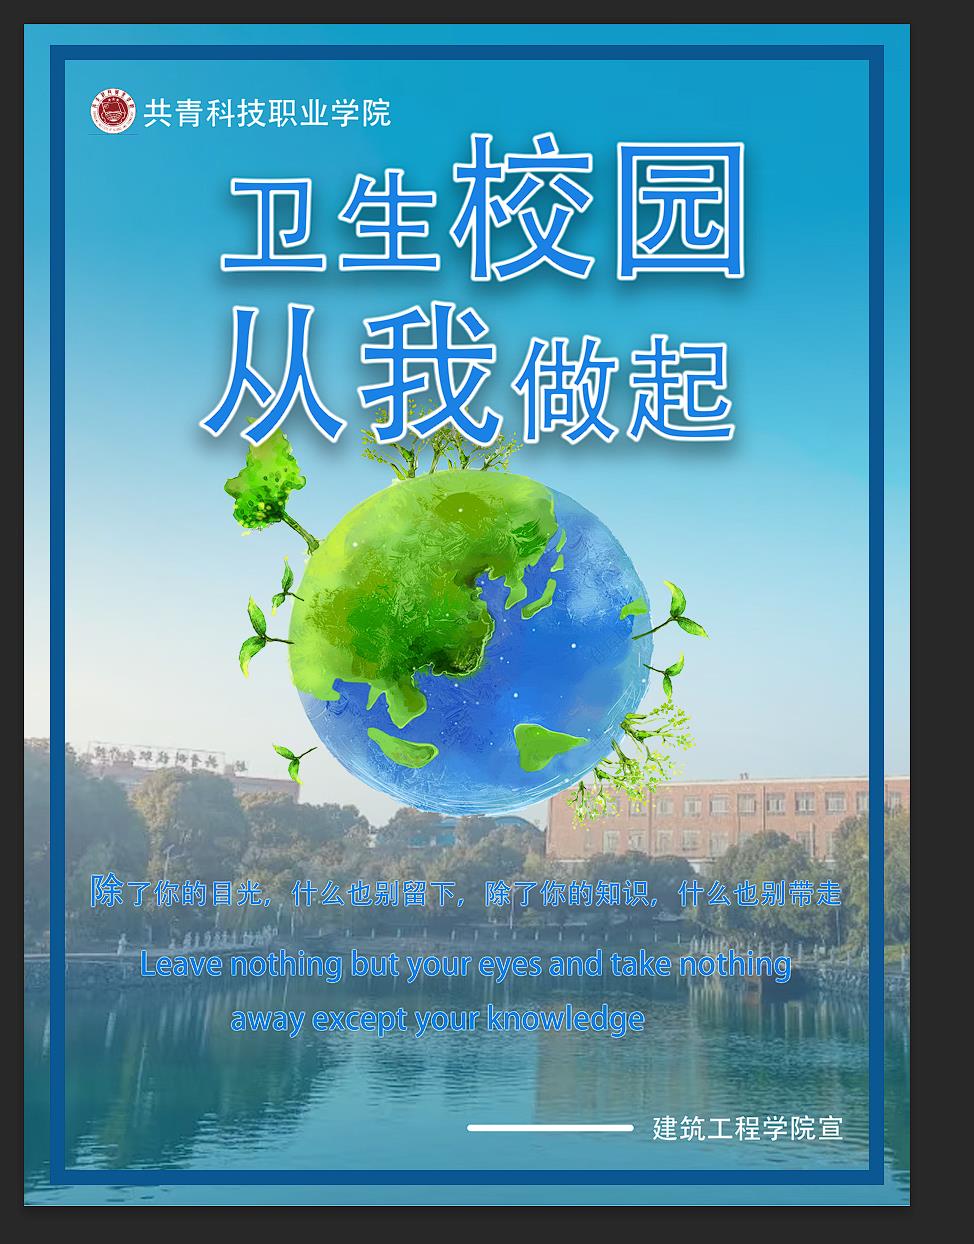 共青科技职业学院
卫生校园
从我做起
除了你的目光，什么也别留下，除了你的知识，什么也别带走
Leave nothing but your eyes and take nothing
away except your knowledge
建筑工程学院宣